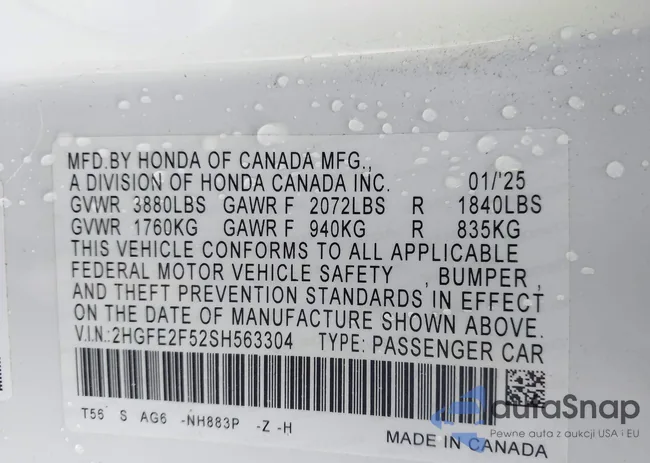 MFD.BY HONDA OF CANADA MFG.,
A DIVISION OF HONDA CANADA INC. 01/25
GVWR 3880LBS GAWR F 2072LBS R 1840LBS
GVWR 1760KG GAWR F 940KG R 835KG
THIS VEHICLE CONFORMS TO ALL APPLICABLE
FEDERAL MOTOR VEHICLE SAFETY , BUMPER ,
AND THEFT PREVENTION STANDARDS IN EFFECT
ON THE DATE OF MANUFACTURE SHOWN ABOVE.
V.I.N.:2HGFE2F52SH563304 TYPE: PASSENGER CAR
T56 S AG6 -NH883P -Z -H
MADE IN CANADA
autaSnap
Pewne auta z aukcji USA i EU